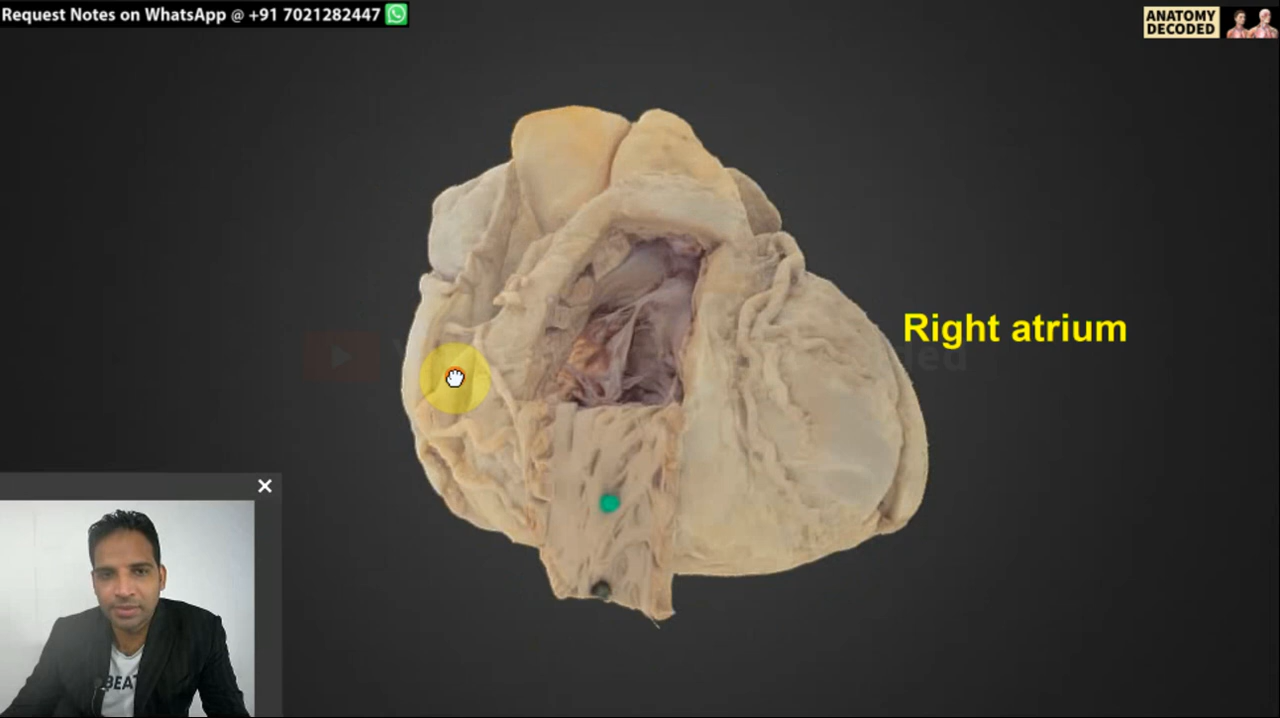 Request Notes on WhatsApp @ +91 7021282447
ANATOMY
DECODED
Right atrium
BEAT